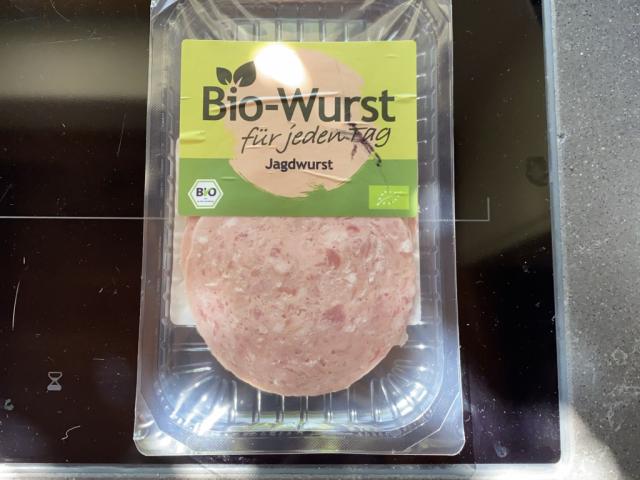 Bio-Wurst
für jeden Tag
Jagdwurst
BiO